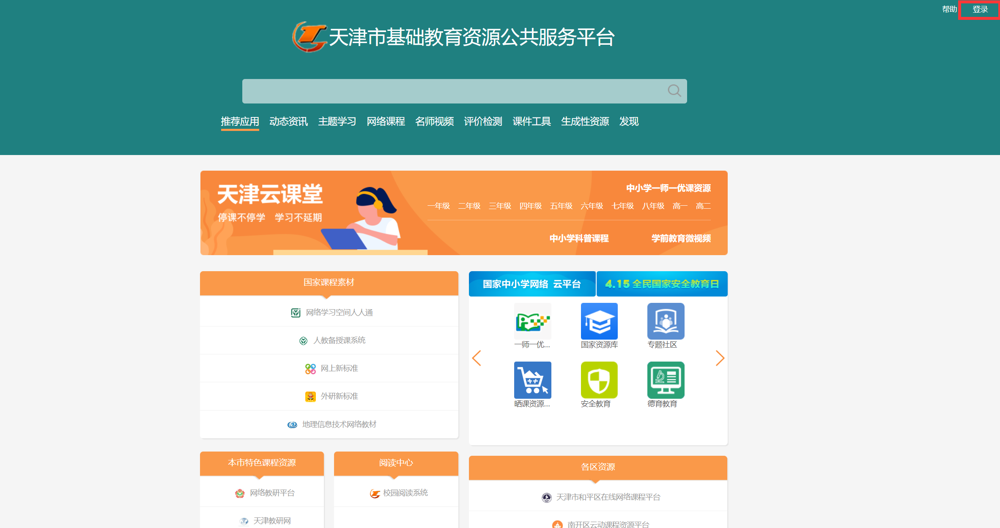 帮助 登录
天津市基础教育资源公共服务平台
推荐应用 动态资讯 主题学习 网络课程 名师视频 评价检测 课件工具 生成性资源 发现
天津云课堂
停课不停学 学习不延期
中小学一师一优课资源
一年级 二年级 三年级 四年级 五年级 六年级 七年级 八年级 高一 高二
中小学科普课程 学前教育微视频
国家课程素材
网络学习空间人人通
人教备授课系统
网上新标准
外研新标准
地理信息技术网络教材
国家中小学网络 云平台
4.15 全民国家安全教育日
一师一优... 国家资源库 专题社区
晒课资源... 安全教育 德育教育
本市特色课程资源
网络教研平台
天津教研网
阅读中心
校园阅读系统
各区资源
天津市和平区在线网络课程平台
南开区云动课程资源平台